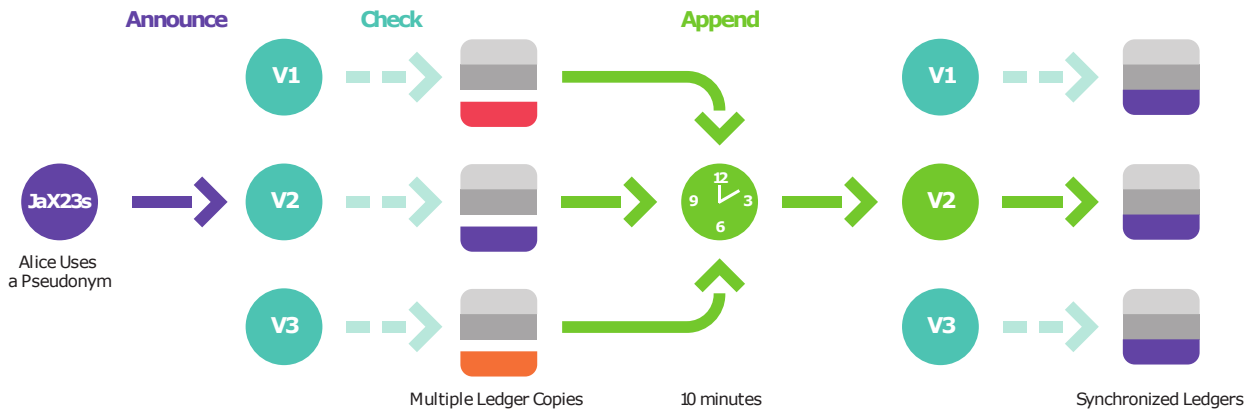 Announce
Check
Append
V1
V1
JaX23s
V2
12
9
3
6
V2
Alice Uses
a Pseudonym
V3
V3
Multiple Ledger Copies
10 minutes
Synchronized Ledgers